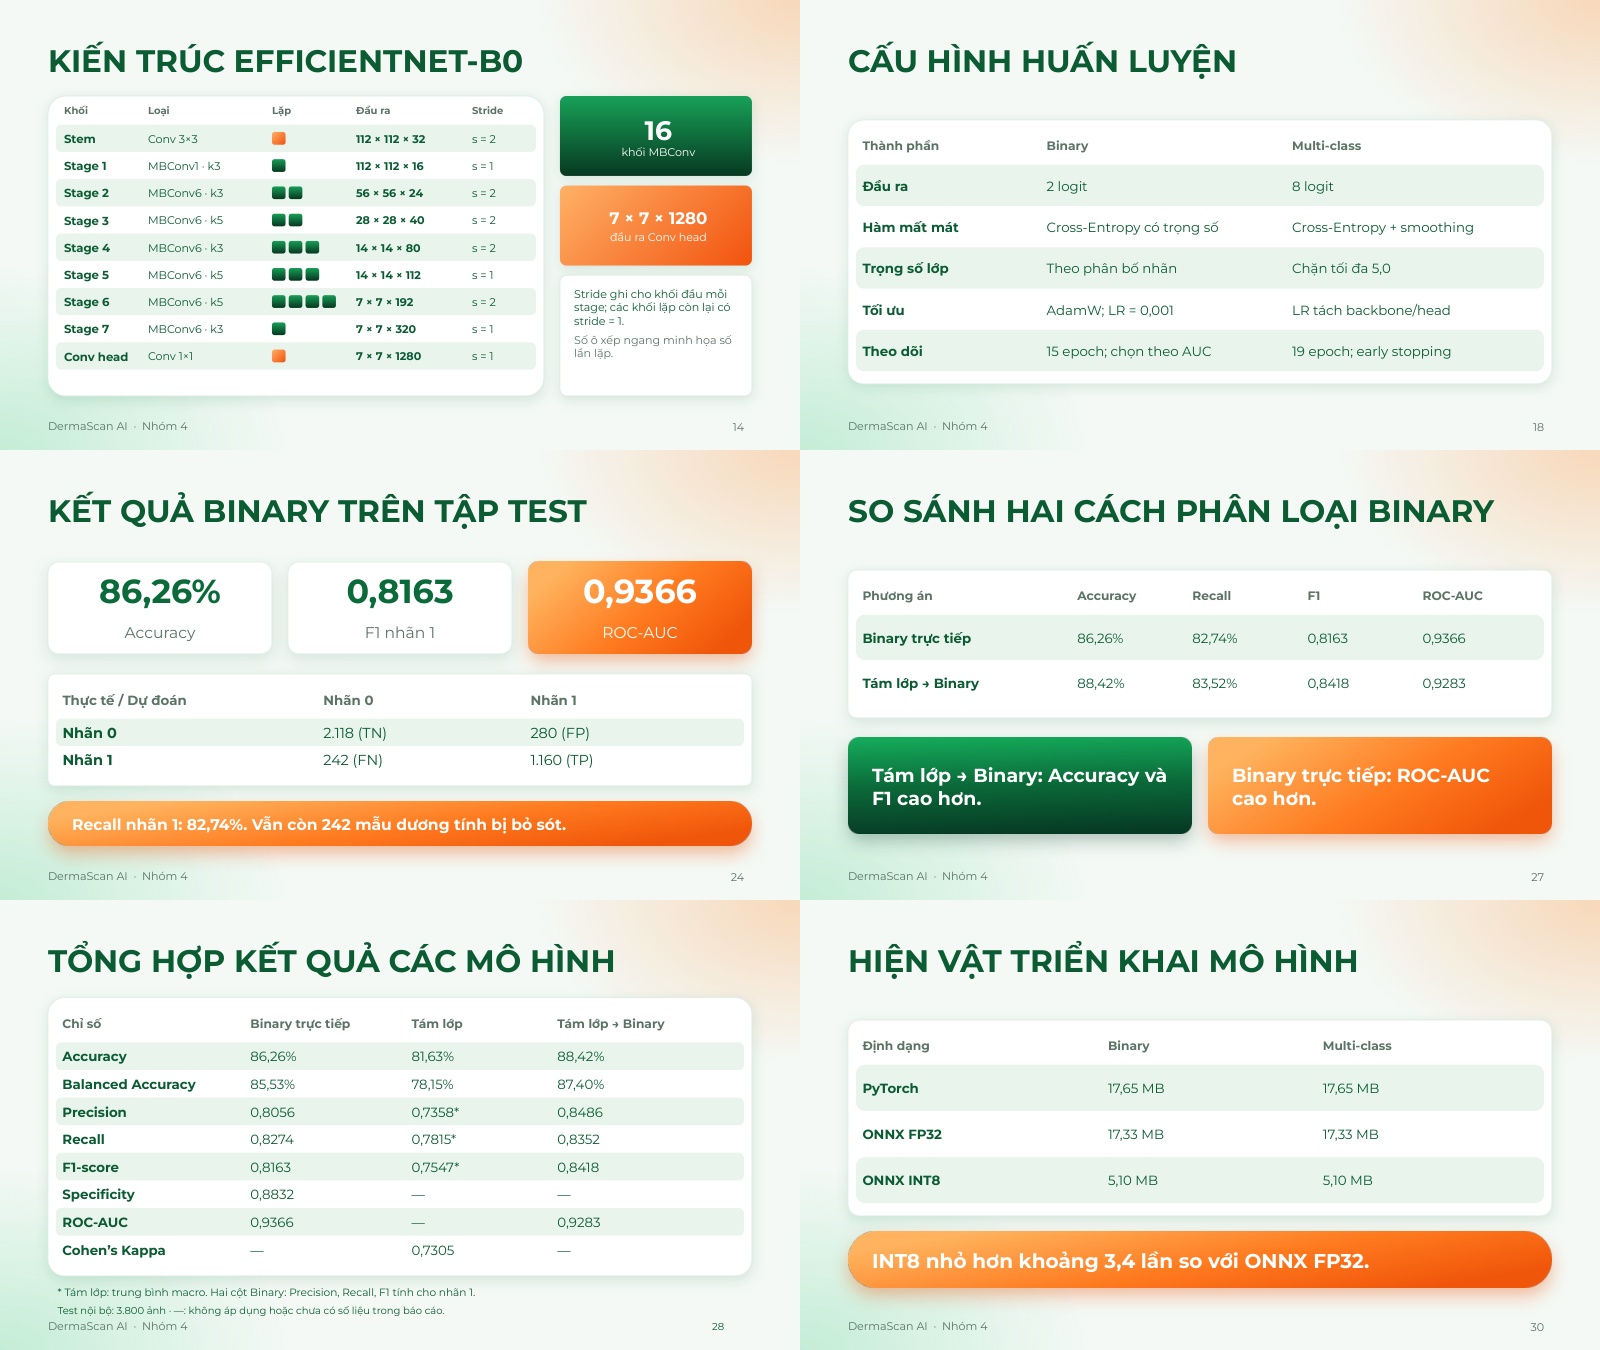 KIẾN TRÚC EFFICIENTNET-B0
Khối Loại Lặp Đầu ra Stride
Stem Conv 3×3 112 × 112 × 32 s = 2
Stage 1 MBConv1 · k3 112 × 112 × 16 s = 1
Stage 2 MBConv6 · k3 56 × 56 × 24 s = 2
Stage 3 MBConv6 · k5 28 × 28 × 40 s = 2
Stage 4 MBConv6 · k3 14 × 14 × 80 s = 2
Stage 5 MBConv6 · k5 14 × 14 × 112 s = 1
Stage 6 MBConv6 · k5 7 × 7 × 192 s = 2
Stage 7 MBConv6 · k3 7 × 7 × 320 s = 1
Conv head Conv 1×1 7 × 7 × 1280 s = 1
16
khối MBConv
7 × 7 × 1280
đầu ra Conv head
Stride ghi cho khối đầu mỗi
stage; các khối lặp còn lại có
stride = 1.
Số ô xếp ngang minh họa số
lần lặp.
DermaScan AI · Nhóm 4
14
CẤU HÌNH HUẤN LUYỆN
Thành phần Binary Multi-class
Đầu ra 2 logit 8 logit
Hàm mất mát Cross-Entropy có trọng số Cross-Entropy + smoothing
Trọng số lớp Theo phân bố nhãn Chặn tối đa 5,0
Tối ưu AdamW; LR = 0,001 LR tách backbone/head
Theo dõi 15 epoch; chọn theo AUC 19 epoch; early stopping
DermaScan AI · Nhóm 4
18
KẾT QUẢ BINARY TRÊN TẬP TEST
86,26%
Accuracy
0,8163
F1 nhãn 1
0,9366
ROC-AUC
Thực tế / Dự đoán Nhãn 0 Nhãn 1
Nhãn 0 2.118 (TN) 280 (FP)
Nhãn 1 242 (FN) 1.160 (TP)
Recall nhãn 1: 82,74%. Vẫn còn 242 mẫu dương tính bị bỏ sót.
DermaScan AI · Nhóm 4
24
SO SÁNH HAI CÁCH PHÂN LOẠI BINARY
Phương án Accuracy Recall F1 ROC-AUC
Binary trực tiếp 86,26% 82,74% 0,8163 0,9366
Tám lớp → Binary 88,42% 83,52% 0,8418 0,9283
Tám lớp → Binary: Accuracy và
F1 cao hơn.
Binary trực tiếp: ROC-AUC
cao hơn.
DermaScan AI · Nhóm 4
27
TỔNG HỢP KẾT QUẢ CÁC MÔ HÌNH
Chỉ số Binary trực tiếp Tám lớp Tám lớp → Binary
Accuracy 86,26% 81,63% 88,42%
Balanced Accuracy 85,53% 78,15% 87,40%
Precision 0,8056 0,7358* 0,8486
Recall 0,8274 0,7815* 0,8352
F1-score 0,8163 0,7547* 0,8418
Specificity 0,8832 — —
ROC-AUC 0,9366 — 0,9283
Cohen’s Kappa — 0,7305 —
* Tám lớp: trung bình macro. Hai cột Binary: Precision, Recall, F1 tính cho nhãn 1.
Test nội bộ: 3.800 ảnh · —: không áp dụng hoặc chưa có số liệu trong báo cáo.
DermaScan AI · Nhóm 4
28
HIỆN VẬT TRIỂN KHAI MÔ HÌNH
Định dạng Binary Multi-class
PyTorch 17,65 MB 17,65 MB
ONNX FP32 17,33 MB 17,33 MB
ONNX INT8 5,10 MB 5,10 MB
INT8 nhỏ hơn khoảng 3,4 lần so với ONNX FP32.
DermaScan AI · Nhóm 4
30